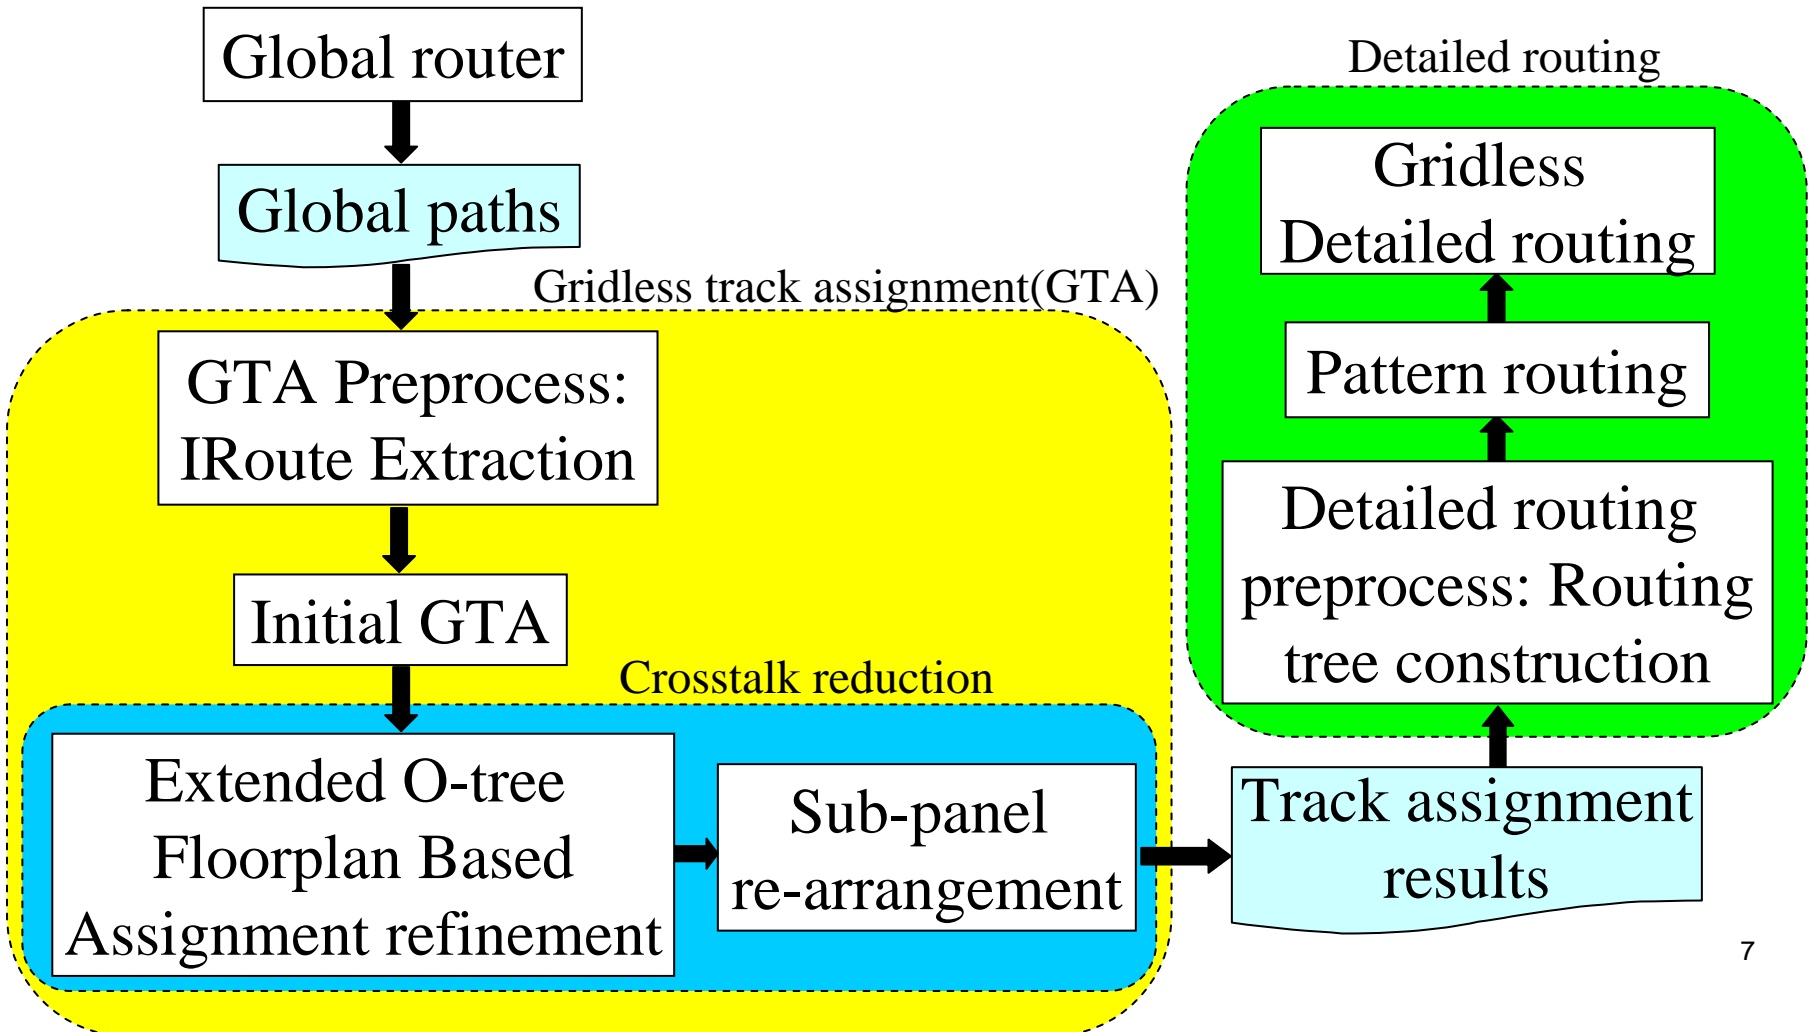 Global router
Global paths
Gridless track assignment(GTA)
GTA Preprocess:
IRoute Extraction
Initial GTA
Crosstalk reduction
Extended O-tree
Floorplan Based
Assignment refinement
Sub-panel
re-arrangement
Track assignment
results
Detailed routing
Gridless
Detailed routing
Pattern routing
Detailed routing
preprocess: Routing
tree construction
7